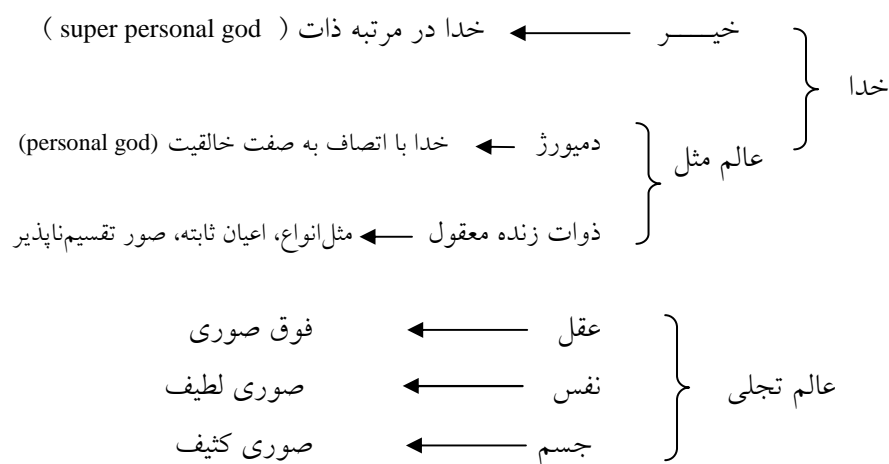 خیـــــر خدا در مرتبه ذات ( super personal god )
خدا
دمیورژ خدا با اتصاف به صفت خالقیت (personal god)
عالم مثل
ذوات زنده معقول مثل‌انواع، اعیان ثابته، صور تقسیم‌ناپذیر
عقل فوق صوری
عالم تجلی نفس صوری لطیف
جسم صوری کثیف